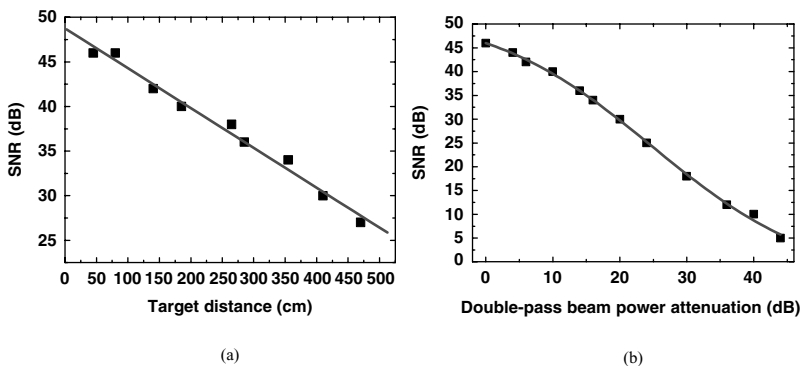 50
45
40
35
30
25
SNR (dB)
0 50 100 150 200 250 300 350 400 450 500
Target distance (cm)
(a)
50
45
40
35
30
25
20
15
10
5
0
SNR (dB)
0 10 20 30 40
Double-pass beam power attenuation (dB)
(b)